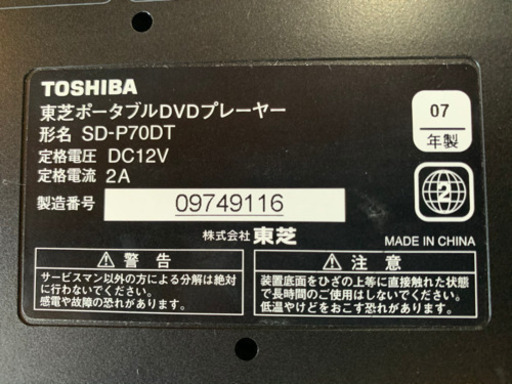 TOSHIBA
東芝ポータブルDVDプレーヤー
形名 SD-P70DT
定格電圧 DC12V
定格電流 2A
製造番号 09749116
株式会社 東芝
07
年製
2
MADE IN CHINA
⚠ 警告
サービスマン以外の方による分解は絶対
に行わないでください。
感電や故障の恐れがあります。
⚠ 注意
装置底面をひざの上等に直接触れた状態
で長時間のご使用はしないでください。
低温やけどをおこす恐れがあります。